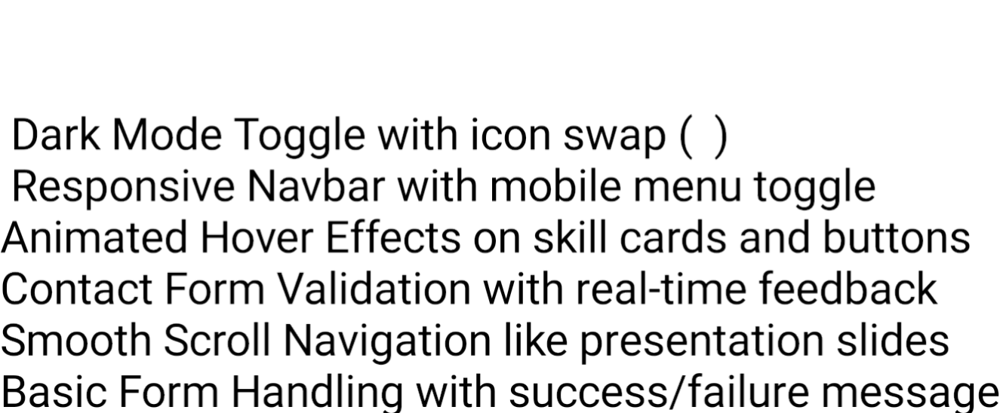 Dark Mode Toggle with icon swap ( )
Responsive Navbar with mobile menu toggle
Animated Hover Effects on skill cards and buttons
Contact Form Validation with real-time feedback
Smooth Scroll Navigation like presentation slides
Basic Form Handling with success/failure message